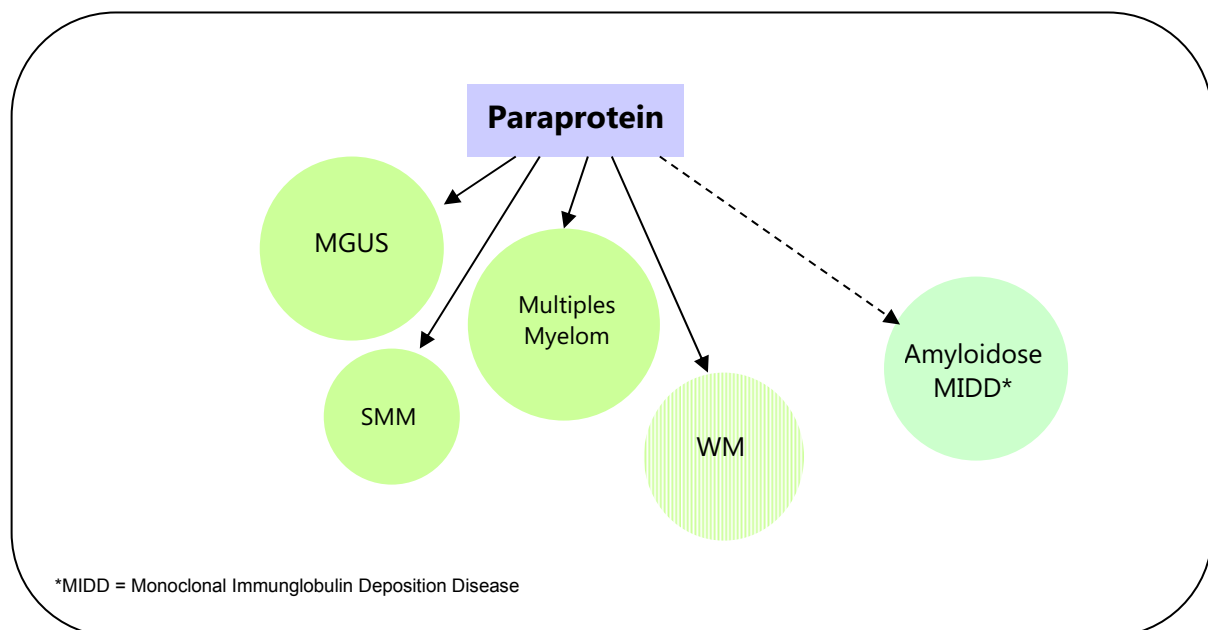 Paraprotein
MGUS
Multiples
Myelom
Amyloidose
MIDD*
SMM
WM
*MIDD = Monoclonal Immunglobulin Deposition Disease